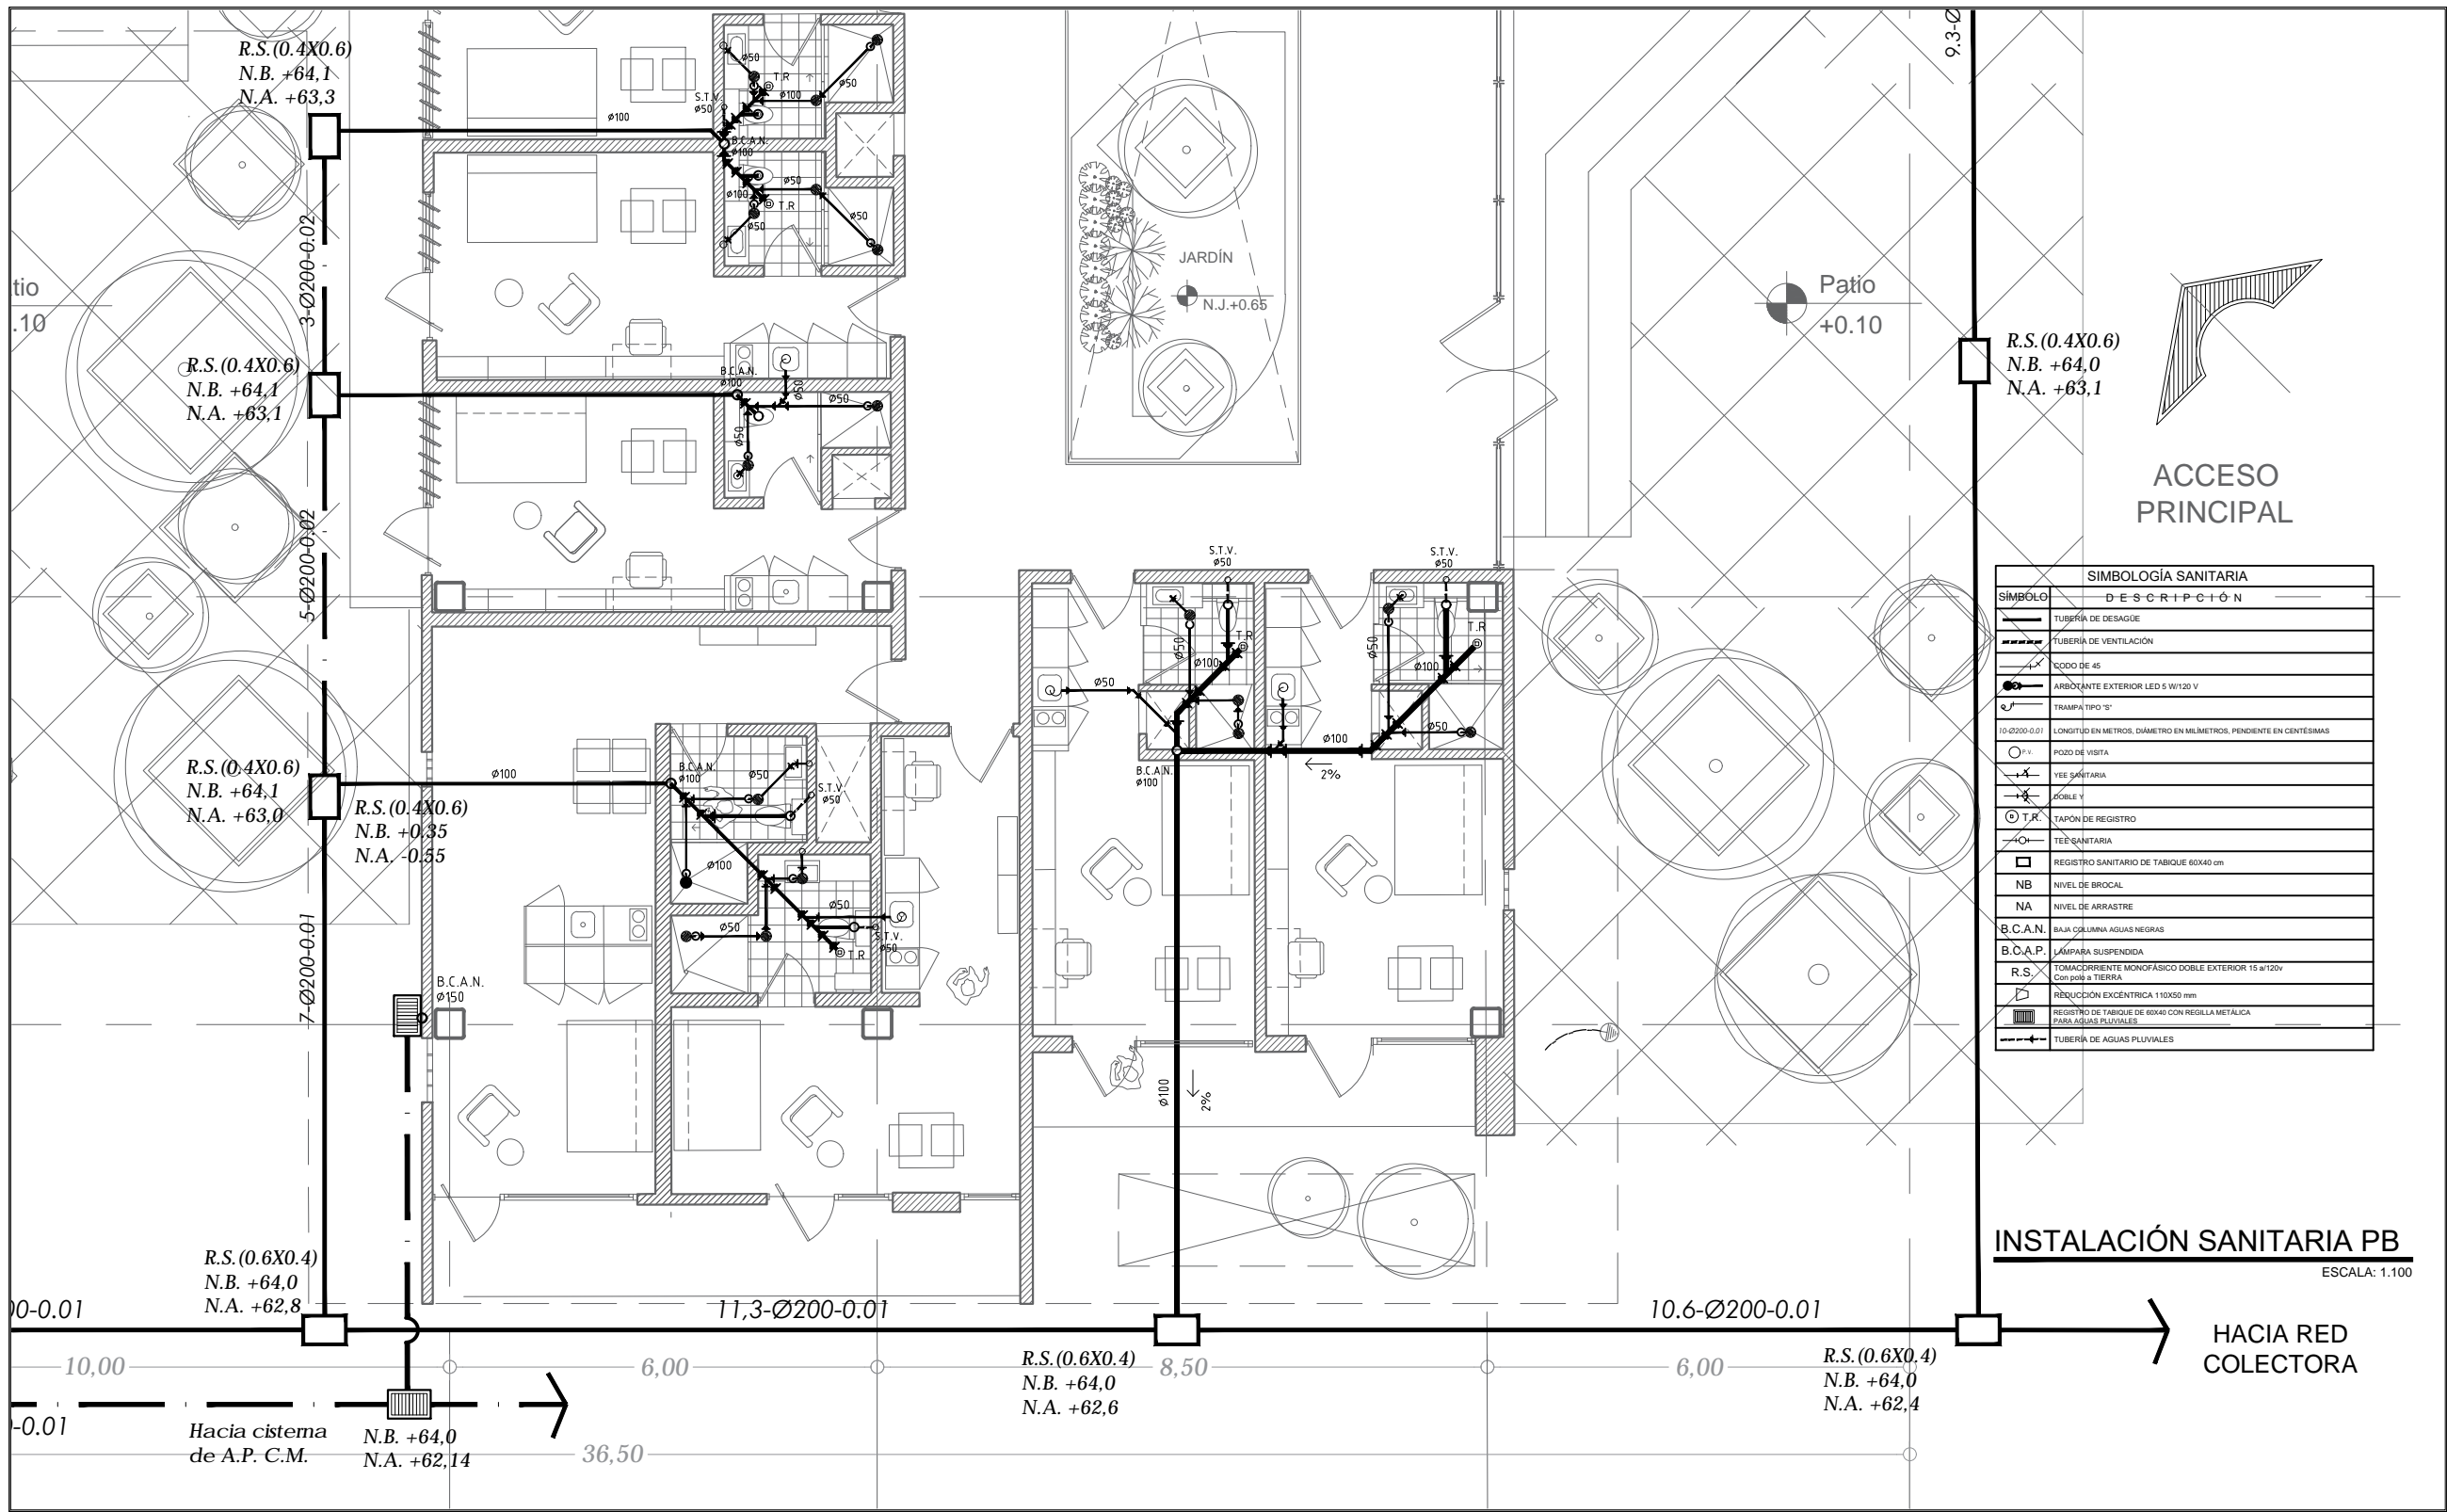 R.S.(0.4X0.6)
N.B. +64,1
N.A. +63,3
Ø100
S.T.V.
Ø50
Ø50
T.R
Ø100
Ø50
B.C.A.N.
Ø100
Ø50
Ø100
T.R
Ø50
Ø50
9.3-Ø
3-Ø200-0.02
tio
.10
JARDÍN
N.J.+0.65
Patio
+0.10
R.S.(0.4X0.6)
N.B. +64,1
N.A. +63,1
B.C.A.N.
Ø100
Ø50
Ø50
Ø50
R.S.(0.4X0.6)
N.B. +64,0
N.A. +63,1
ACCESO
PRINCIPAL
5-Ø200-0.02
S.T.V.
Ø50
S.T.V.
Ø50
Ø50
T.R
Ø100
Ø50
T.R
Ø100
Ø50
Ø50
Ø100
2%
B.C.A.N.
Ø100
R.S.(0.4X0.6)
N.B. +64,1
N.A. +63,0
R.S.(0.4X0.6)
N.B. +0.35
N.A. -0.55
Ø100
B.C.A.N.
Ø100
Ø50
S.T.V.
Ø50
Ø100
Ø50
Ø50
S.T.V.
Ø50
T.R
7-Ø200-0.01
B.C.A.N.
Ø150
Ø100
2%
SIMBOLOGÍA SANITARIA
SÍMBOLO D E S C R I P C I Ó N
TUBERÍA DE DESAGÜE
TUBERÍA DE VENTILACIÓN
CODO DE 45
ARBOTANTE EXTERIOR LED 5 W/120 V
TRAMPA TIPO "S"
10-Ø200-0.01 LONGITUD EN METROS, DIÁMETRO EN MILÍMETROS, PENDIENTE EN CENTÉSIMAS
P.V. POZO DE VISITA
YEE SANITARIA
DOBLE Y
T.R. TAPÓN DE REGISTRO
TEE SANITARIA
REGISTRO SANITARIO DE TABIQUE 60X40 cm
NB NIVEL DE BROCAL
NA NIVEL DE ARRASTRE
B.C.A.N. BAJA COLUMNA AGUAS NEGRAS
B.C.A.P. LÁMPARA SUSPENDIDA
R.S. TOMACORRIENTE MONOFÁSICO DOBLE EXTERIOR 15 a/120v
Con polo a TIERRA
REDUCCIÓN EXCÉNTRICA 110X50 mm
REGISTRO DE TABIQUE DE 60X40 CON REGILLA METÁLICA
PARA AGUAS PLUVIALES
TUBERÍA DE AGUAS PLUVIALES
INSTALACIÓN SANITARIA PB
ESCALA: 1.100
R.S.(0.6X0.4)
N.B. +64,0
N.A. +62,8
00-0.01
11,3-Ø200-0.01
10.6-Ø200-0.01
HACIA RED
COLECTORA
10,00
6,00
8,50
6,00
R.S.(0.6X0.4)
N.B. +64,0
N.A. +62,6
R.S.(0.6X0.4)
N.B. +64,0
N.A. +62,4
-0.01
Hacia cisterna
de A.P. C.M.
N.B. +64,0
N.A. +62,14
36,50